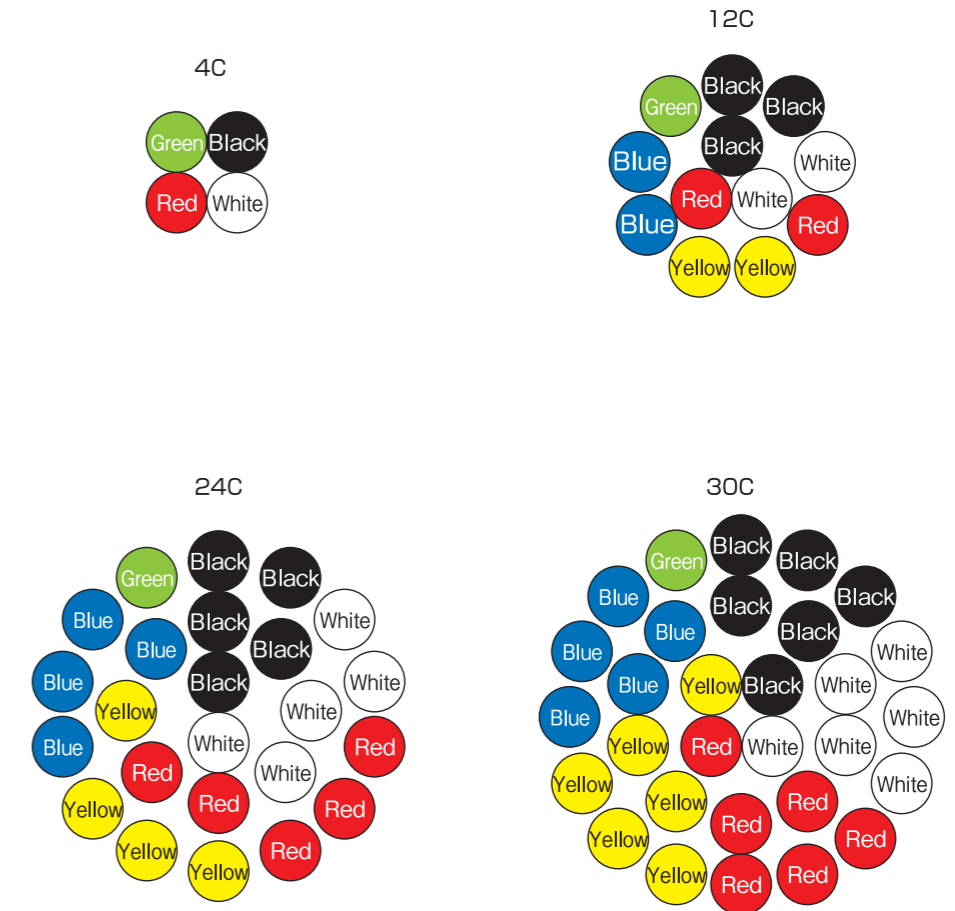 4C
Green Black
Red White
12C
Black
Green Black
Black
Blue White
Red White
Blue Red
Yellow Yellow
24C
Black
Green Black
Blue Black White
Blue Black
Blue Black White
Yellow White
Blue White Red
Red White
Yellow Red Red
Yellow Red
Yellow
30C
Black
Green Black
Blue Black Black
Blue Black
Blue White
Blue Yellow Black White
Blue White
Yellow Red White White
Yellow White
Yellow Red
Yellow Red Red
Yellow Red
Red